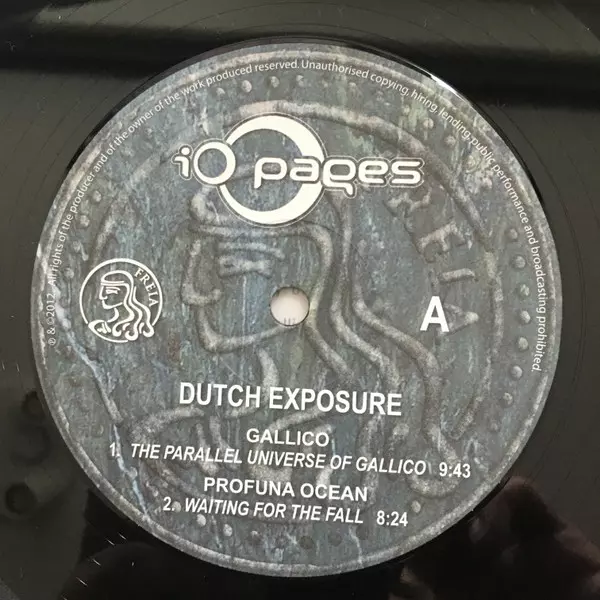 ℗ & ©2012. All rights of the producer and of the owner of the work produced reserved. Unauthorised copying, hiring, lending, public performance and broadcasting prohibited.
iO pages
FRELA
FRELA
A
DUTCH EXPOSURE
GALLICO
1. THE PARALLEL UNIVERSE OF GALLICO 9:43
PROFUNA OCEAN
2. WAITING FOR THE FALL 8:24